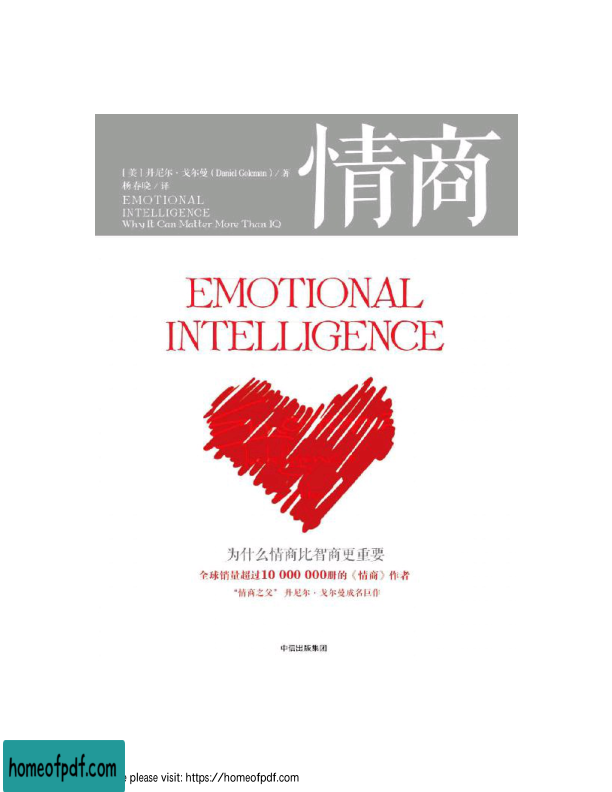 ［美］丹尼尔·戈尔曼（Daniel Goleman）/著
杨春晓/译
EMOTIONAL
INTELLIGENCE
Why It Can Matter More Than IQ
情商
EMOTIONAL
INTELLIGENCE
为什么情商比智商更重要
全球销量超过10 000 000册的《情商》作者
“情商之父” 丹尼尔·戈尔曼成名巨作
中信出版集团
homeofpdf.com
please visit: https://homeofpdf.com